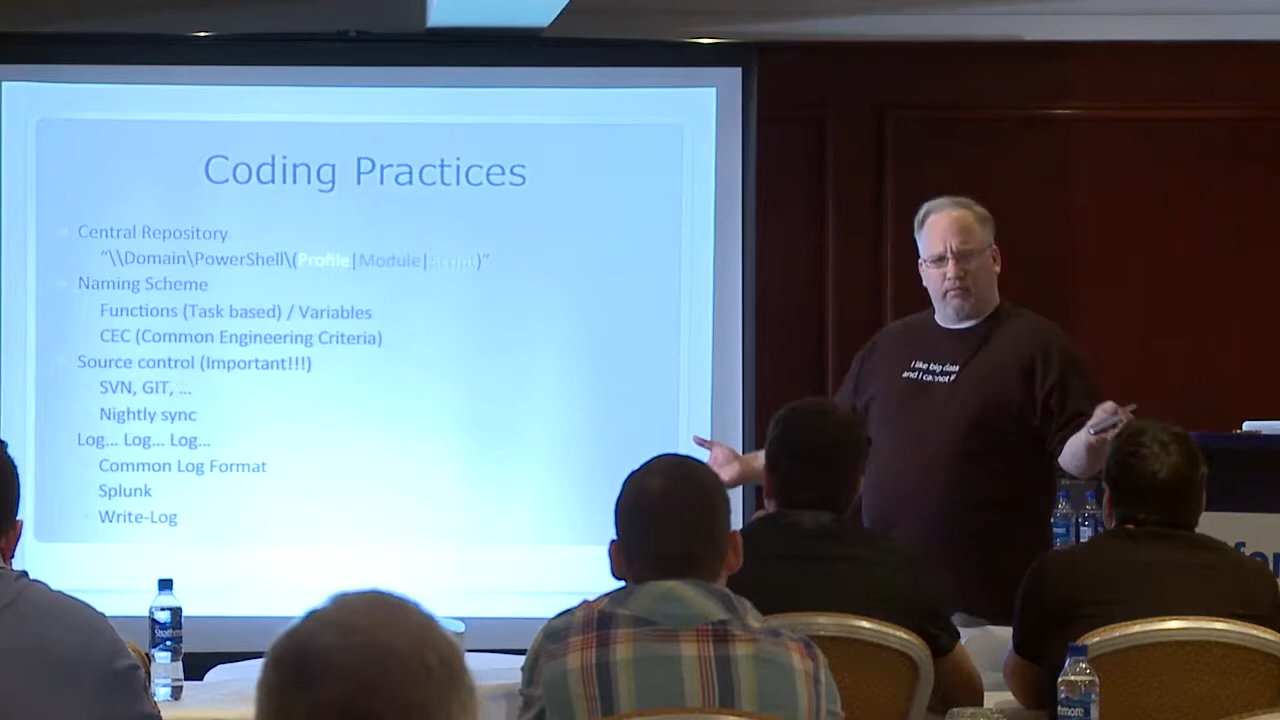 Coding Practices
Central Repository
“\\Domain\PowerShell\(Profile|Module|Script)”
Naming Scheme
Functions (Task based) / Variables
CEC (Common Engineering Criteria)
Source control (Important!!!)
SVN, GIT, ...
Nightly sync
Log... Log... Log...
Common Log Format
Splunk
Write-Log
I like big data
and I cannot